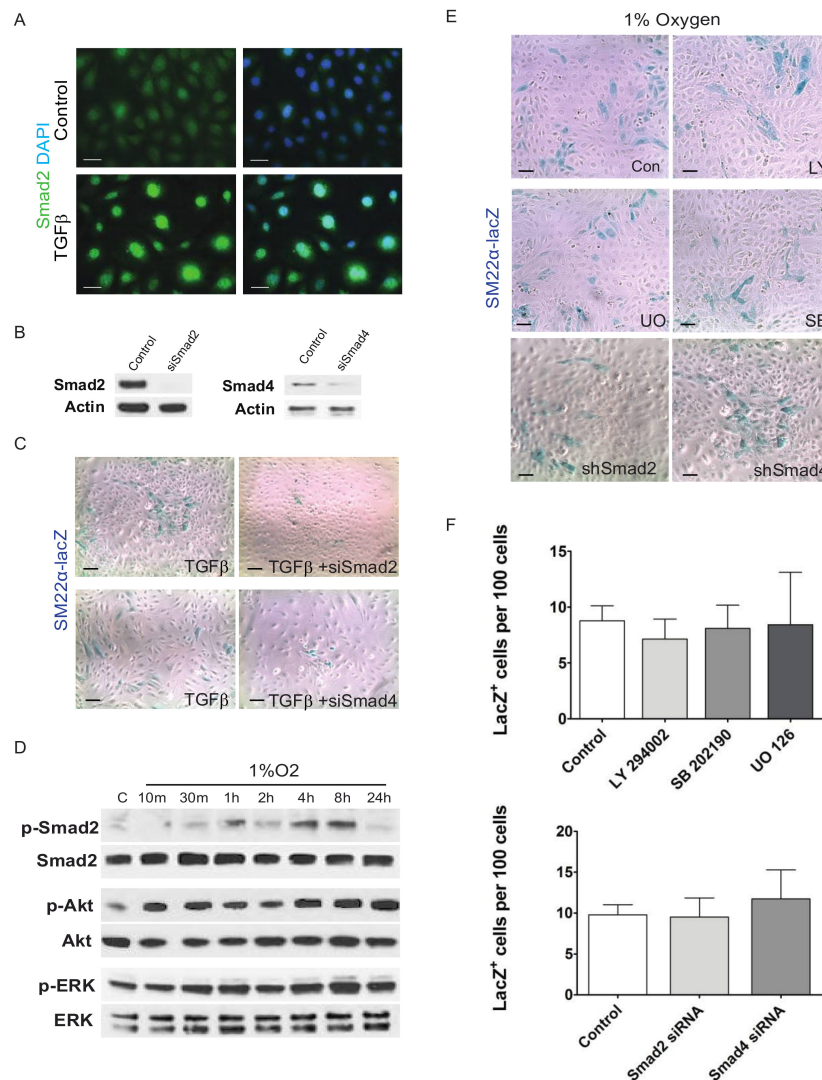 A
Control
TGFβ
Smad2 DAPI
B
Control
siSmad2
Smad2
Actin
Control
siSmad4
Smad4
Actin
C
SM22α-lacZ
TGFβ
TGFβ +siSmad2
TGFβ
TGFβ +siSmad4
D
1%O2
C 10m 30m 1h 2h 4h 8h 24h
p-Smad2
Smad2
p-Akt
Akt
p-ERK
ERK
E
1% Oxygen
SM22α-lacZ
Con
LY
UO
SB
shSmad2
shSmad4
F
LacZ⁺ cells per 100 cells
15
10
5
0
Control
LY 294002
SB 202190
UO 126
LacZ⁺ cells per 100 cells
20
15
10
5
0
Control
Smad2 siRNA
Smad4 siRNA